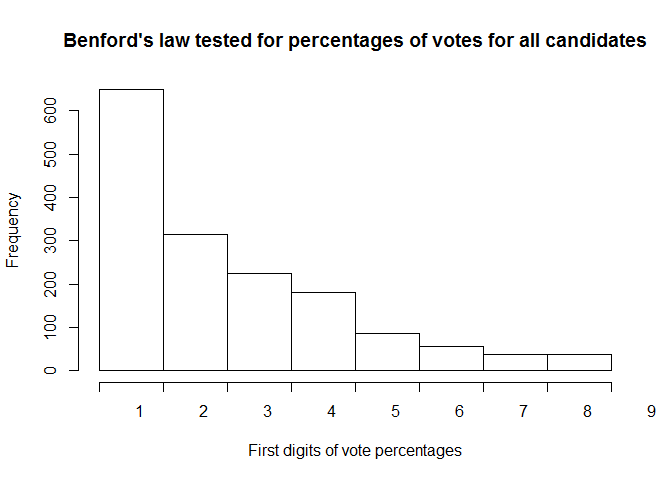 Benford's law tested for percentages of votes for all candidates
Frequency
600
500
400
300
200
100
0
1 2 3 4 5 6 7 8 9
First digits of vote percentages